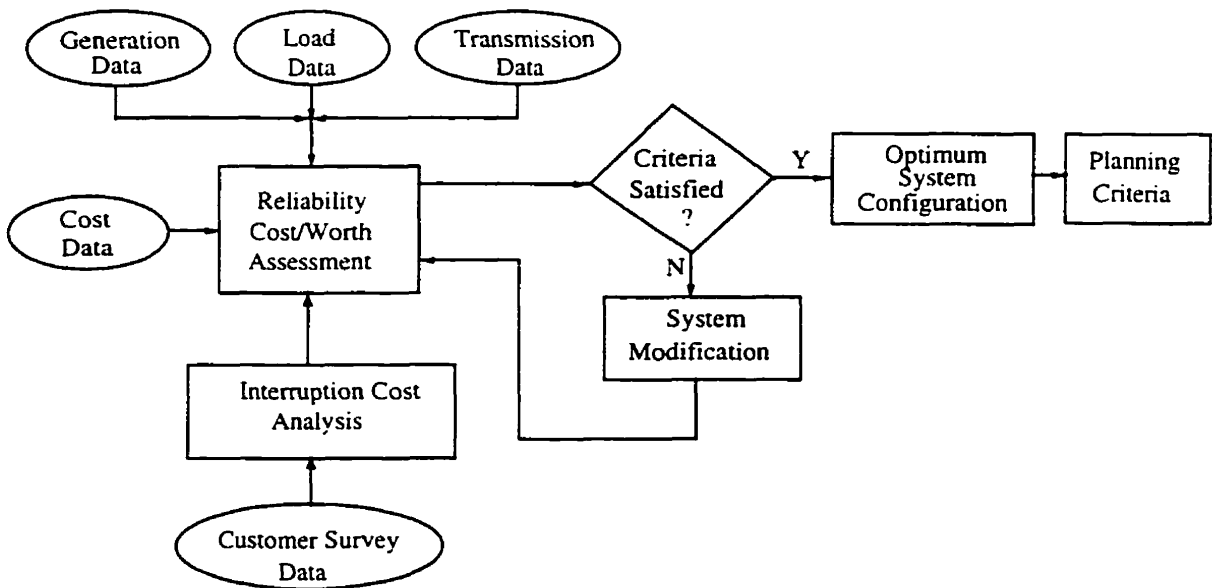 Generation
Data
Load
Data
Transmission
Data
Cost
Data
Reliability
Cost/Worth
Assessment
Criteria
Satisfied
?
Y
N
Optimum
System
Configuration
Planning
Criteria
System
Modification
Interruption Cost
Analysis
Customer Survey
Data